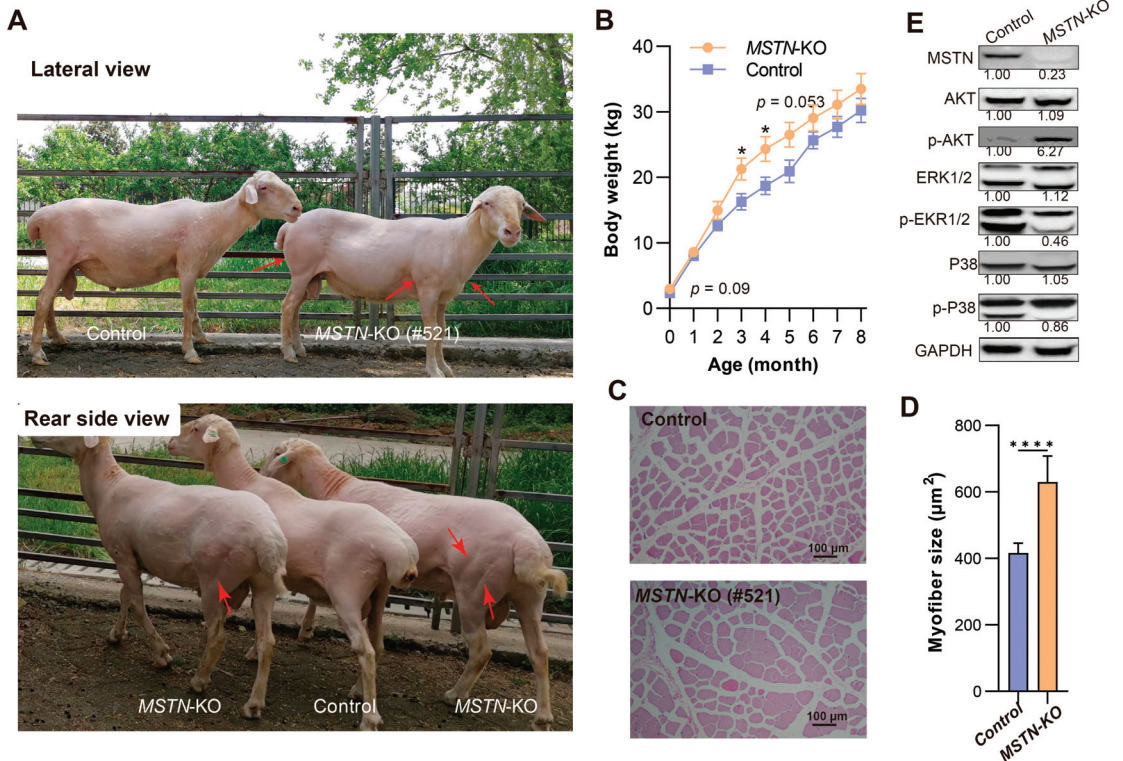 A
Lateral view
Control
MSTN-KO (#521)
Rear side view
MSTN-KO
Control
MSTN-KO
B
MSTN-KO
Control
p = 0.053
*
*
p = 0.09
Body weight (kg)
40
30
20
10
0
0 1 2 3 4 5 6 7 8
Age (month)
C
Control
100 μm
MSTN-KO (#521)
100 μm
D
Myofiber size (μm²)
800
600
400
200
0
****
Control
MSTN-KO
E
Control
MSTN-KO
MSTN
1.00 0.23
AKT
1.00 1.09
p-AKT
1.00 6.27
ERK1/2
1.00 1.12
p-EKR1/2
1.00 0.46
P38
1.00 1.05
p-P38
1.00 0.86
GAPDH